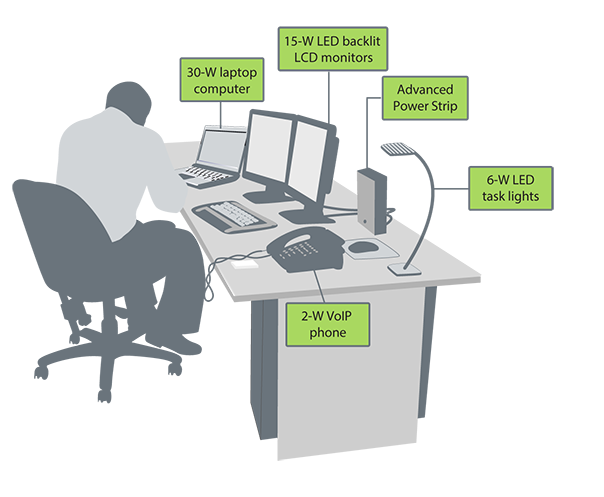 15-W LED backlit
LCD monitors
30-W laptop
computer
Advanced
Power Strip
6-W LED
task lights
2-W VoIP
phone